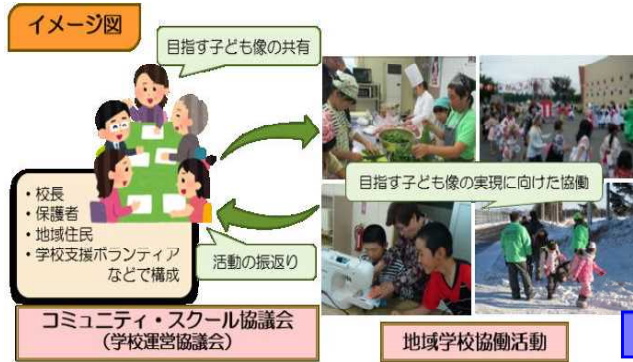 イメージ図
目指す子ども像の共有
目指す子ども像の実現に向けた協働
・校長
・保護者
・地域住民
・学校支援ボランティア
などで構成
活動の振返り
コミュニティ・スクール協議会
(学校運営協議会)
地域学校協働活動